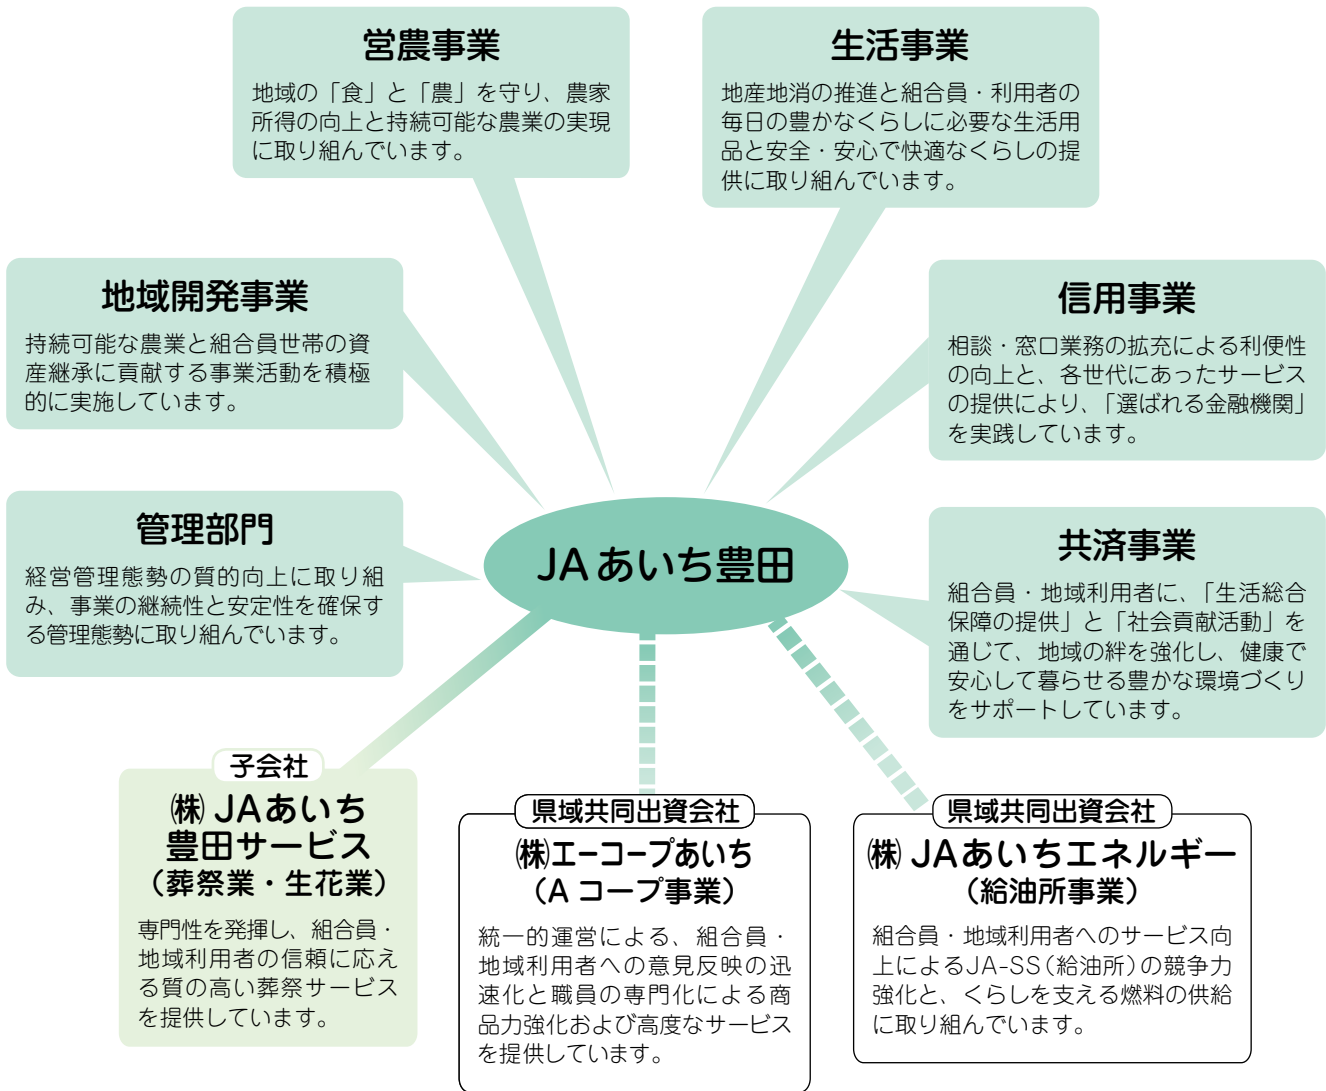 営農事業
地域の「食」と「農」を守り、農家
所得の向上と持続可能な農業の実現
に取り組んでいます。
生活事業
地産地消の推進と組合員・利用者の
毎日の豊かなくらしに必要な生活用
品と安全・安心で快適なくらしの提
供に取り組んでいます。
地域開発事業
持続可能な農業と組合員世帯の資
産継承に貢献する事業活動を積極
的に実施しています。
信用事業
相談・窓口業務の拡充による利便性
の向上と、各世代にあったサービス
の提供により、「選ばれる金融機関」
を実践しています。
管理部門
経営管理態勢の質的向上に取り組
み、事業の継続性と安定性を確保す
る管理態勢に取り組んでいます。
JAあいち豊田
共済事業
組合員・地域利用者に、「生活総合
保障の提供」と「社会貢献活動」を
通じて、地域の絆を強化し、健康で
安心して暮らせる豊かな環境づくり
をサポートしています。
子会社
㈱JAあいち
豊田サービス
（葬祭業・生花業）
専門性を発揮し、組合員・
地域利用者の信頼に応え
る質の高い葬祭サービス
を提供しています。
県域共同出資会社
㈱エーコープあいち
（Aコープ事業）
統一的運営による、組合員・
地域利用者への意見反映の迅
速化と職員の専門化による商
品力強化および高度なサービス
を提供しています。
県域共同出資会社
㈱JAあいちエネルギー
（給油所事業）
組合員・地域利用者へのサービス向
上によるJA-SS（給油所）の競争力
強化と、くらしを支える燃料の供給
に取り組んでいます。